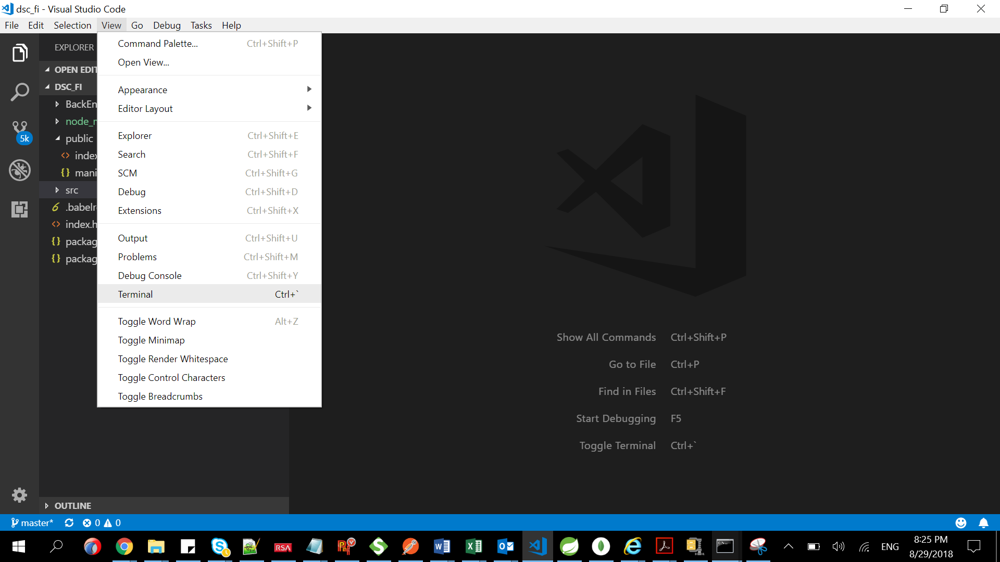 dsc_fi - Visual Studio Code
File Edit Selection View Go Debug Tasks Help
EXPLORER
OPEN EDIT
DSC_FI
BackEn
node_
public
index
mani
src
.babelr
index.h
packag
packag
OUTLINE
Command Palette... Ctrl+Shift+P
Open View...
Appearance
Editor Layout
Explorer Ctrl+Shift+E
Search Ctrl+Shift+F
SCM Ctrl+Shift+G
Debug Ctrl+Shift+D
Extensions Ctrl+Shift+X
Output Ctrl+Shift+U
Problems Ctrl+Shift+M
Debug Console Ctrl+Shift+Y
Terminal Ctrl+`
Toggle Word Wrap Alt+Z
Toggle Minimap
Toggle Render Whitespace
Toggle Control Characters
Toggle Breadcrumbs
5k
Show All Commands Ctrl+Shift+P
Go to File Ctrl+P
Find in Files Ctrl+Shift+F
Start Debugging F5
Toggle Terminal Ctrl+`
master* 0 0
RSA
ENG
8:25 PM
8/29/2018